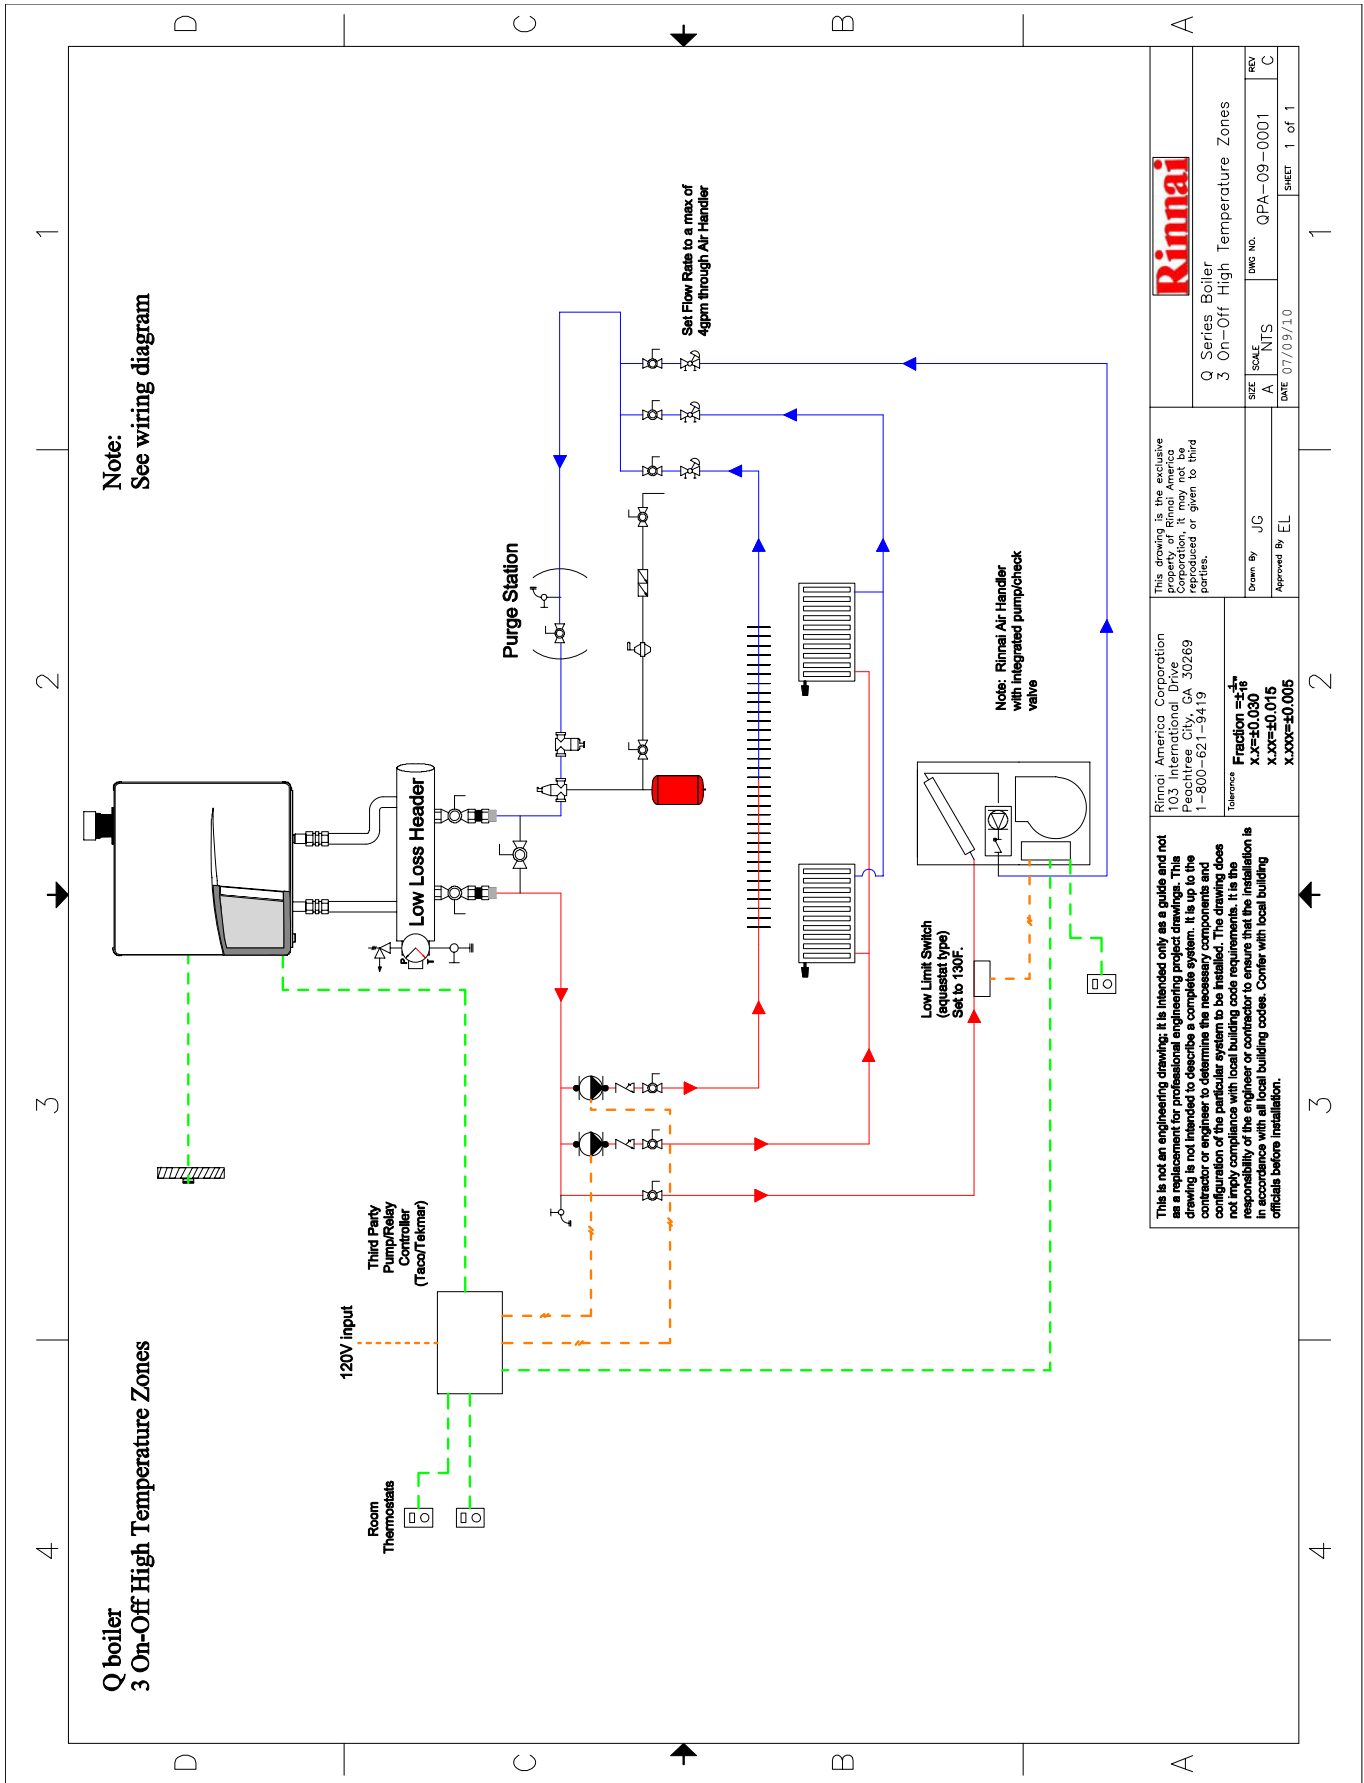 4
3
2
1
D
D
C
C
B
B
A
A
4
3
2
1
Q boiler
3 On-Off High Temperature Zones
Note:
See wiring diagram
Low Loss Header
P
T
Purge Station
Third Party
Pump/Relay
Controller
(Taco/Tekmar)
120V input
Room
Thermostats
Set Flow Rate to a max of
4gpm through Air Handler
Low Limit Switch
(aquastat type)
Set to 130F.
Note: Rinnai Air Handler
with integrated pump/check
valve
This is not an engineering drawing; it is intended only as a guide and not
as a replacement for professional engineering project drawings. This
drawing is not intended to describe a complete system. It is up to the
contractor or engineer to determine the necessary components and
configuration of the particular system to be installed. The drawing does
not imply compliance with local building code requirements. It is the
responsibility of the engineer or contractor to ensure that the installation is
in accordance with all local building codes. Confer with local building
officials before installation.
Rinnai America Corporation
103 International Drive
Peachtree City, GA 30269
1-800-621-9419
Tolerance
Fraction =±1/16"
X.X=±0.030
X.XX=±0.015
X.XXX=±0.005
This drawing is the exclusive
property of Rinnai America
Corporation, it may not be
reproduced or given to third
parties.
Drawn By JG
Approved By EL
Rinnai
Q Series Boiler
3 On-Off High Temperature Zones
SIZE A
SCALE NTS
DWG NO. QPA-09-0001
REV C
DATE 07/09/10
SHEET 1 of 1